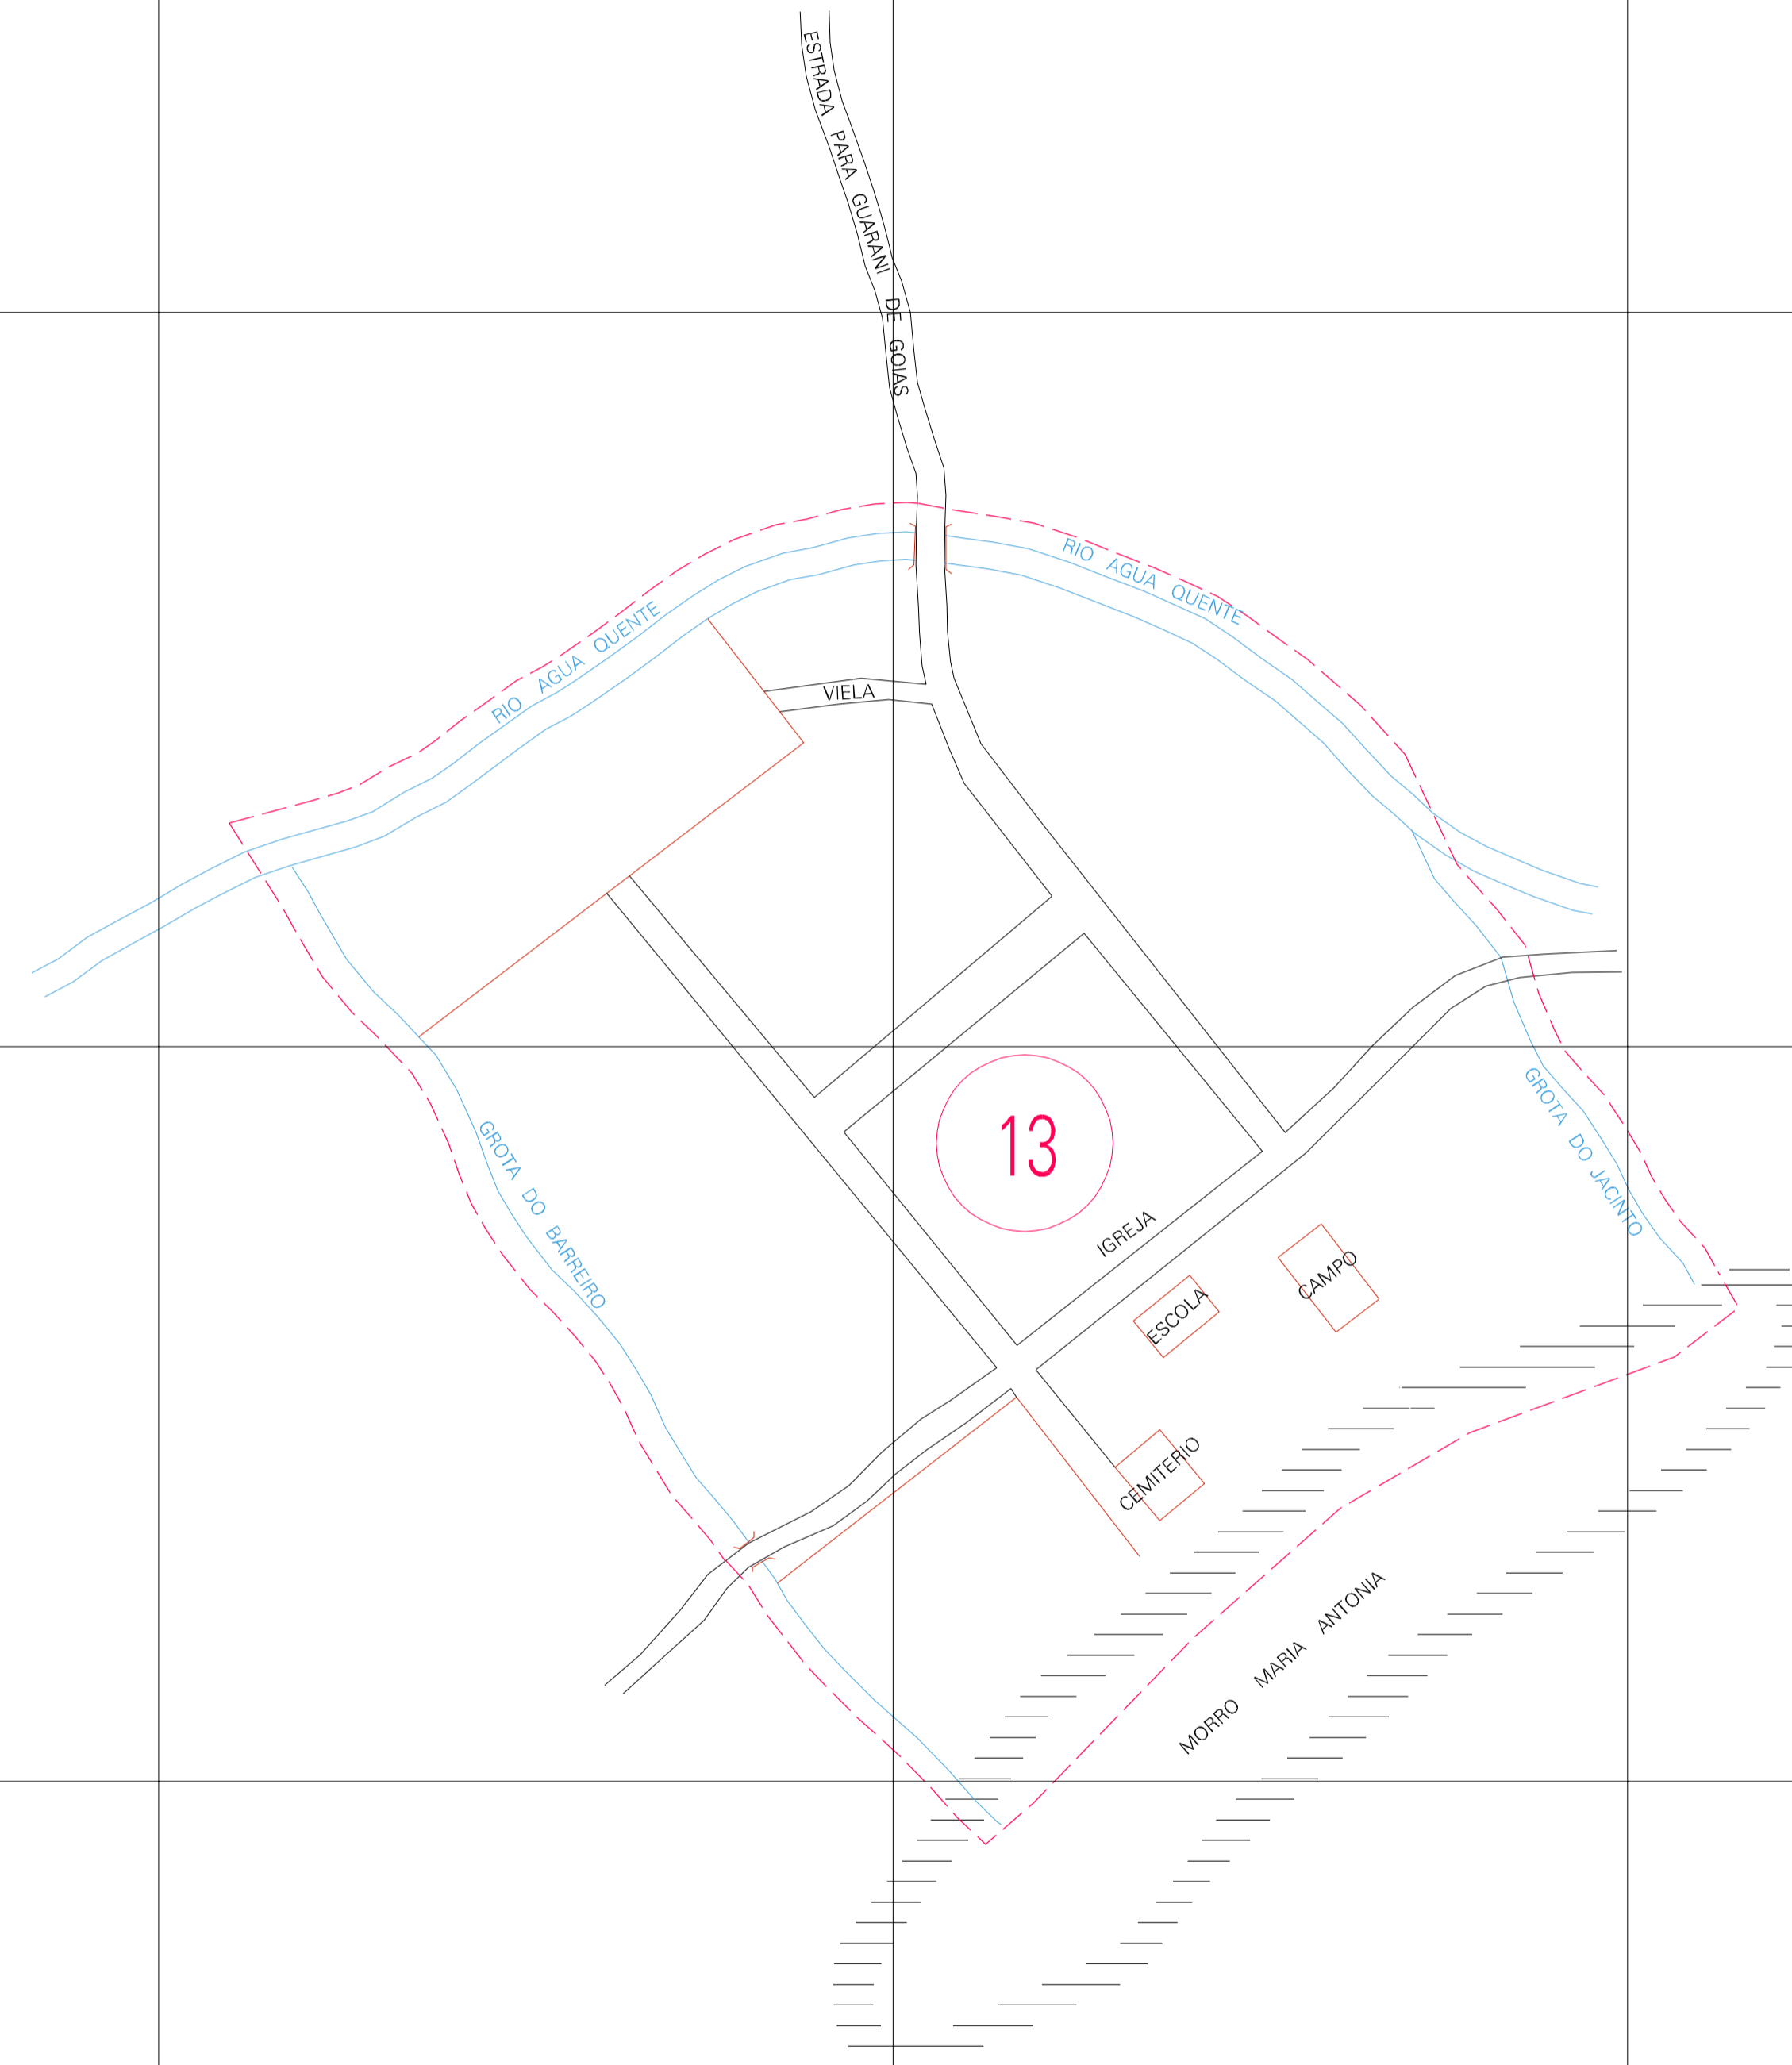 ESTRADA PARA GUARANI DE GOIAS
RIO AGUA QUENTE
RIO AGUA QUENTE
VIELA
13
GROTA DO BARREIRO
GROTA DO JACINTO
IGREJA
ESCOLA
CAMPO
CEMITERIO
MORRO MARIA ANTONIA